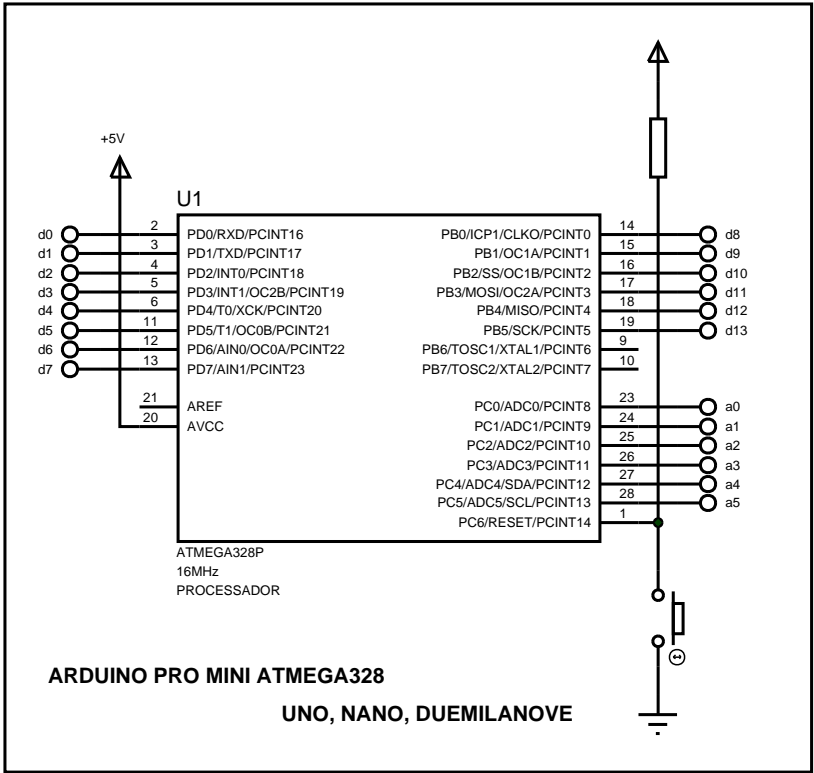 +5V
U1
d0 2 PD0/RXD/PCINT16 PB0/ICP1/CLKO/PCINT0 14 d8
d1 3 PD1/TXD/PCINT17 PB1/OC1A/PCINT1 15 d9
d2 4 PD2/INT0/PCINT18 PB2/SS/OC1B/PCINT2 16 d10
d3 5 PD3/INT1/OC2B/PCINT19 PB3/MOSI/OC2A/PCINT3 17 d11
d4 6 PD4/T0/XCK/PCINT20 PB4/MISO/PCINT4 18 d12
d5 11 PD5/T1/OC0B/PCINT21 PB5/SCK/PCINT5 19 d13
d6 12 PD6/AIN0/OC0A/PCINT22 PB6/TOSC1/XTAL1/PCINT6 9
d7 13 PD7/AIN1/PCINT23 PB7/TOSC2/XTAL2/PCINT7 10
21 AREF PC0/ADC0/PCINT8 23 a0
20 AVCC PC1/ADC1/PCINT9 24 a1
PC2/ADC2/PCINT10 25 a2
PC3/ADC3/PCINT11 26 a3
PC4/ADC4/SDA/PCINT12 27 a4
PC5/ADC5/SCL/PCINT13 28 a5
PC6/RESET/PCINT14 1
ATMEGA328P
16MHz
PROCESSADOR
ARDUINO PRO MINI ATMEGA328
UNO, NANO, DUEMILANOVE